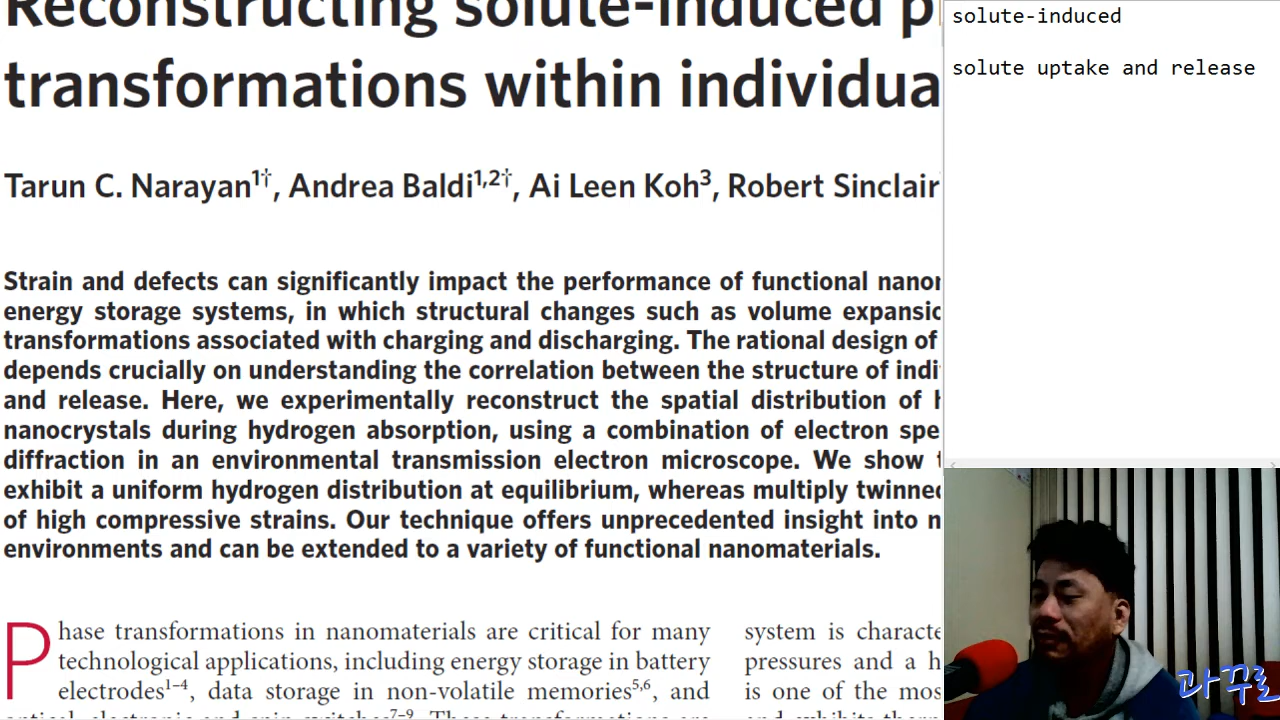 Reconstructing solute-induced p
transformations within individua
Tarun C. Narayan1†, Andrea Baldi1,2†, Ai Leen Koh3, Robert Sinclair
Strain and defects can significantly impact the performance of functional
energy storage systems, in which structural changes such as volume
transformations associated with charging and discharging. The rational design of
depends crucially on understanding the correlation between the structure of
and release. Here, we experimentally reconstruct the spatial distribution of
nanocrystals during hydrogen absorption, using a combination of electron
diffraction in an environmental transmission electron microscope. We show
exhibit a uniform hydrogen distribution at equilibrium, whereas multiply twinned
of high compressive strains. Our technique offers unprecedented insight into
environments and can be extended to a variety of functional nanomaterials.
Phase transformations in nanomaterials are critical for many
technological applications, including energy storage in battery
electrodes1–4, data storage in non-volatile memories5,6, and
system is
pressures and a
is one of the
solute-induced
solute uptake and release
과꾸로